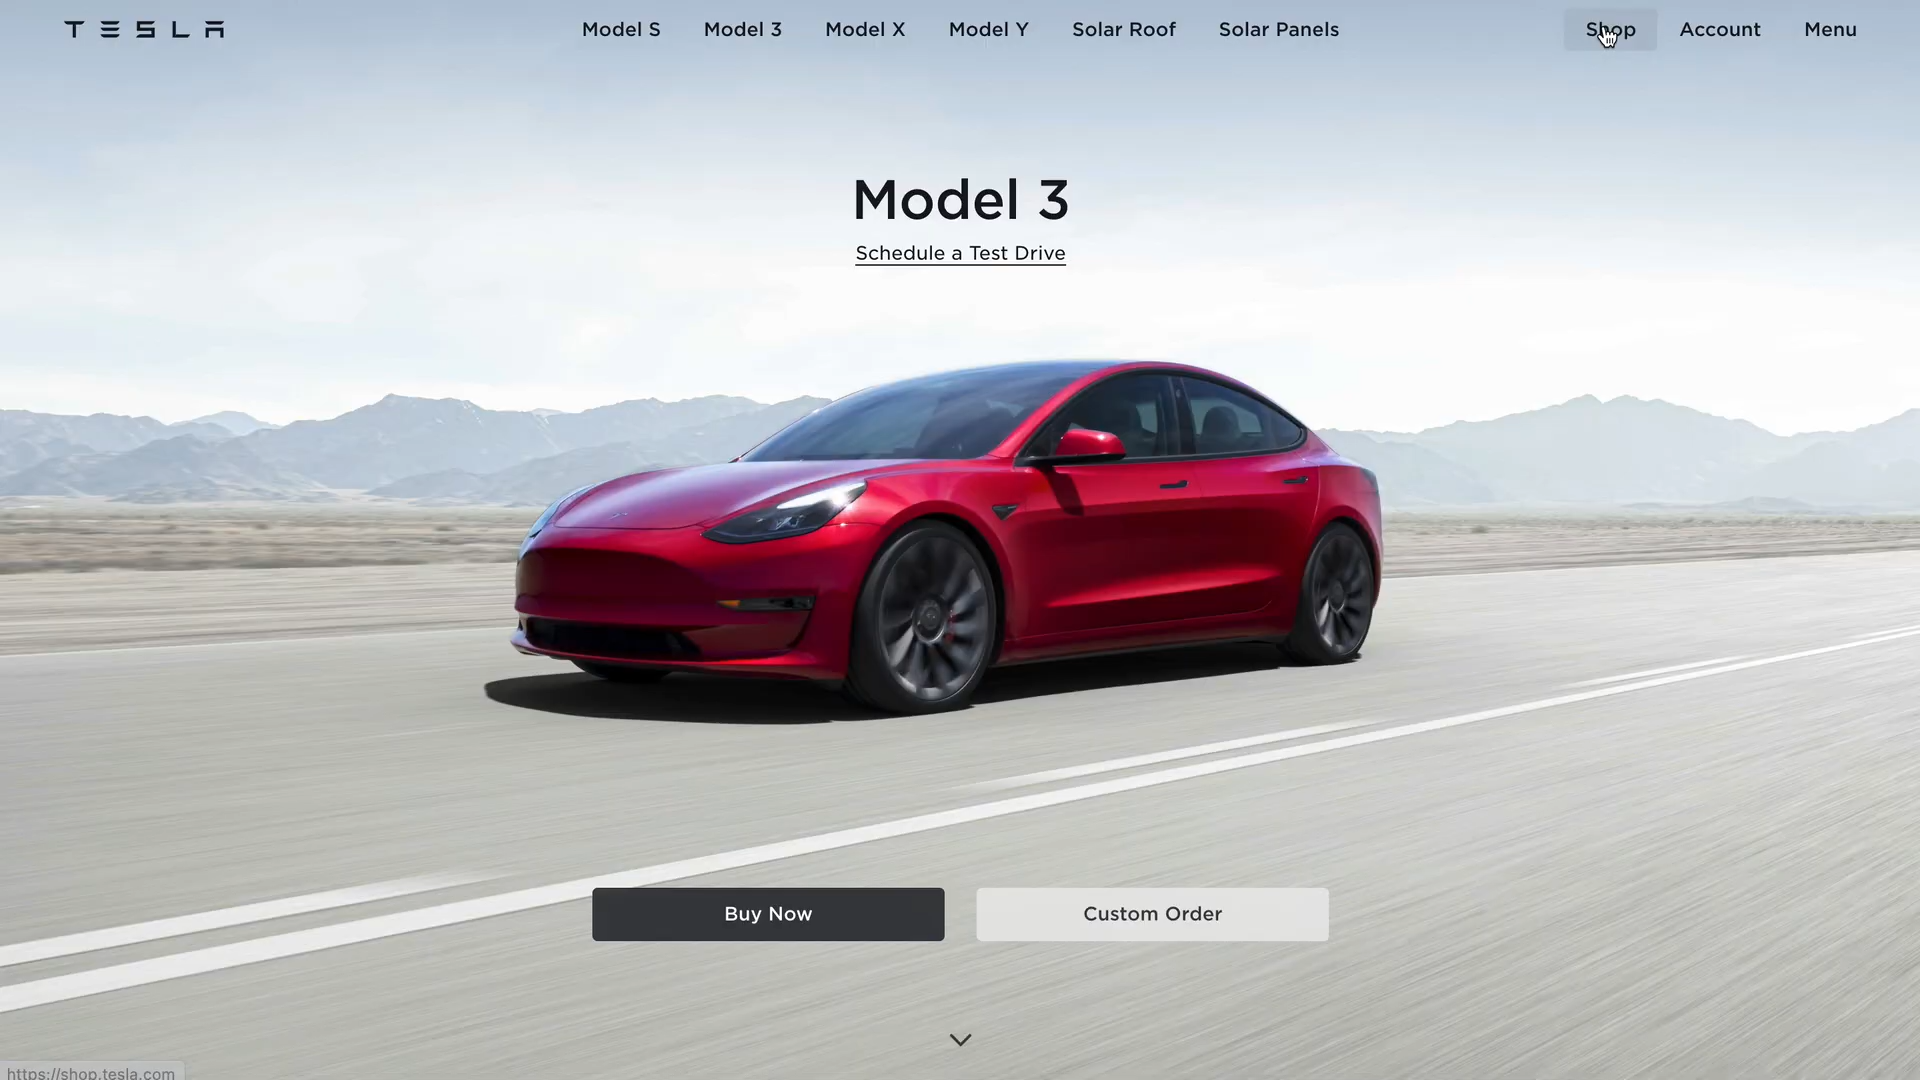 TESLA
Model S Model 3 Model X Model Y Solar Roof Solar Panels
Shop Account Menu
Model 3
Schedule a Test Drive
Buy Now
Custom Order
https://shop.tesla.com